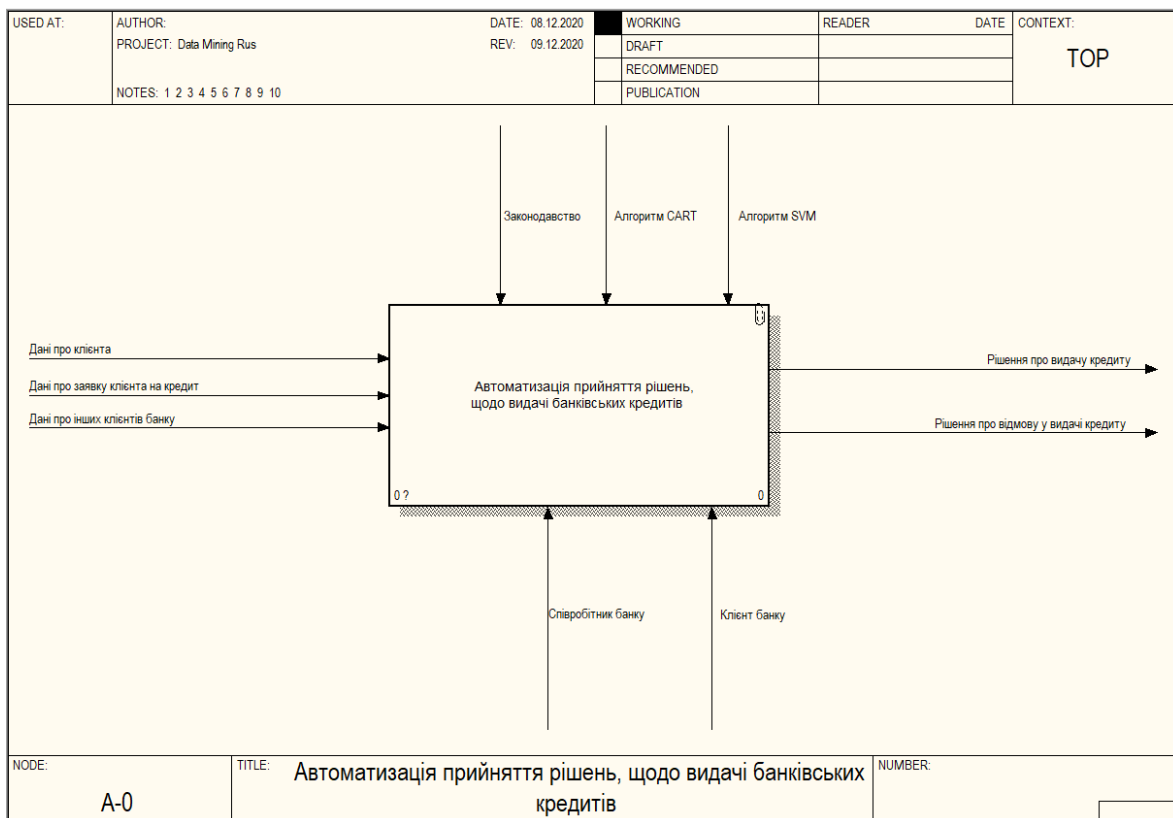 USED AT:
AUTHOR:
DATE: 08.12.2020
PROJECT: Data Mining Rus
REV: 09.12.2020
NOTES: 1 2 3 4 5 6 7 8 9 10
WORKING
DRAFT
RECOMMENDED
PUBLICATION
READER
DATE
CONTEXT:
TOP
Законодавство
Алгоритм CART
Алгоритм SVM
Дані про клієнта
Дані про заявку клієнта на кредит
Дані про інших клієнтів банку
Автоматизація прийняття рішень,
щодо видачі банківських кредитів
0 ?
0
Рішення про видачу кредиту
Рішення про відмову у видачі кредиту
Співробітник банку
Клієнт банку
NODE:
A-0
TITLE:
Автоматизація прийняття рішень, щодо видачі банківських
кредитів
NUMBER: